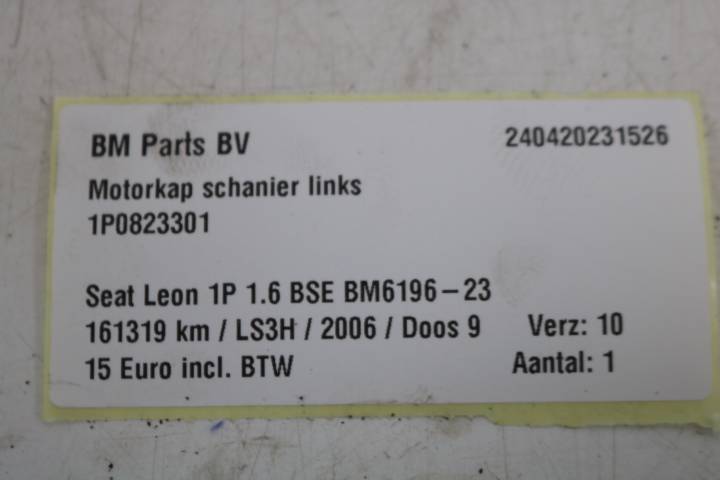 BM Parts BV 240420231526
Motorkap schanier links
1P0823301
Seat Leon 1P 1.6 BSE BM6196-23
161319 km / LS3H / 2006 / Doos 9 Verz: 10
15 Euro incl. BTW Aantal: 1